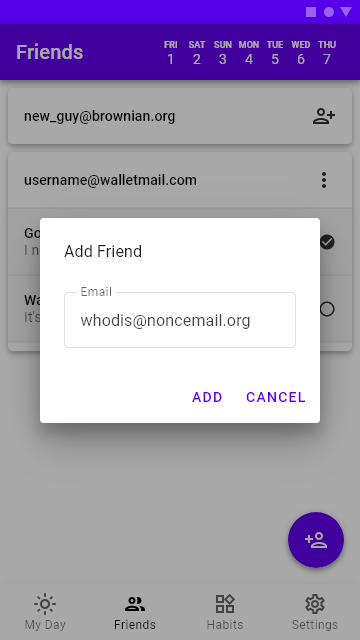 Friends
FRI SAT SUN MON TUE WED THU
1 2 3 4 5 6 7
new_guy@brownian.org
username@walletmail.com
Go
I n
Add Friend
Email
whodis@noncemail.org
Wa
It's
ADD CANCEL
My Day Friends Habits Settings